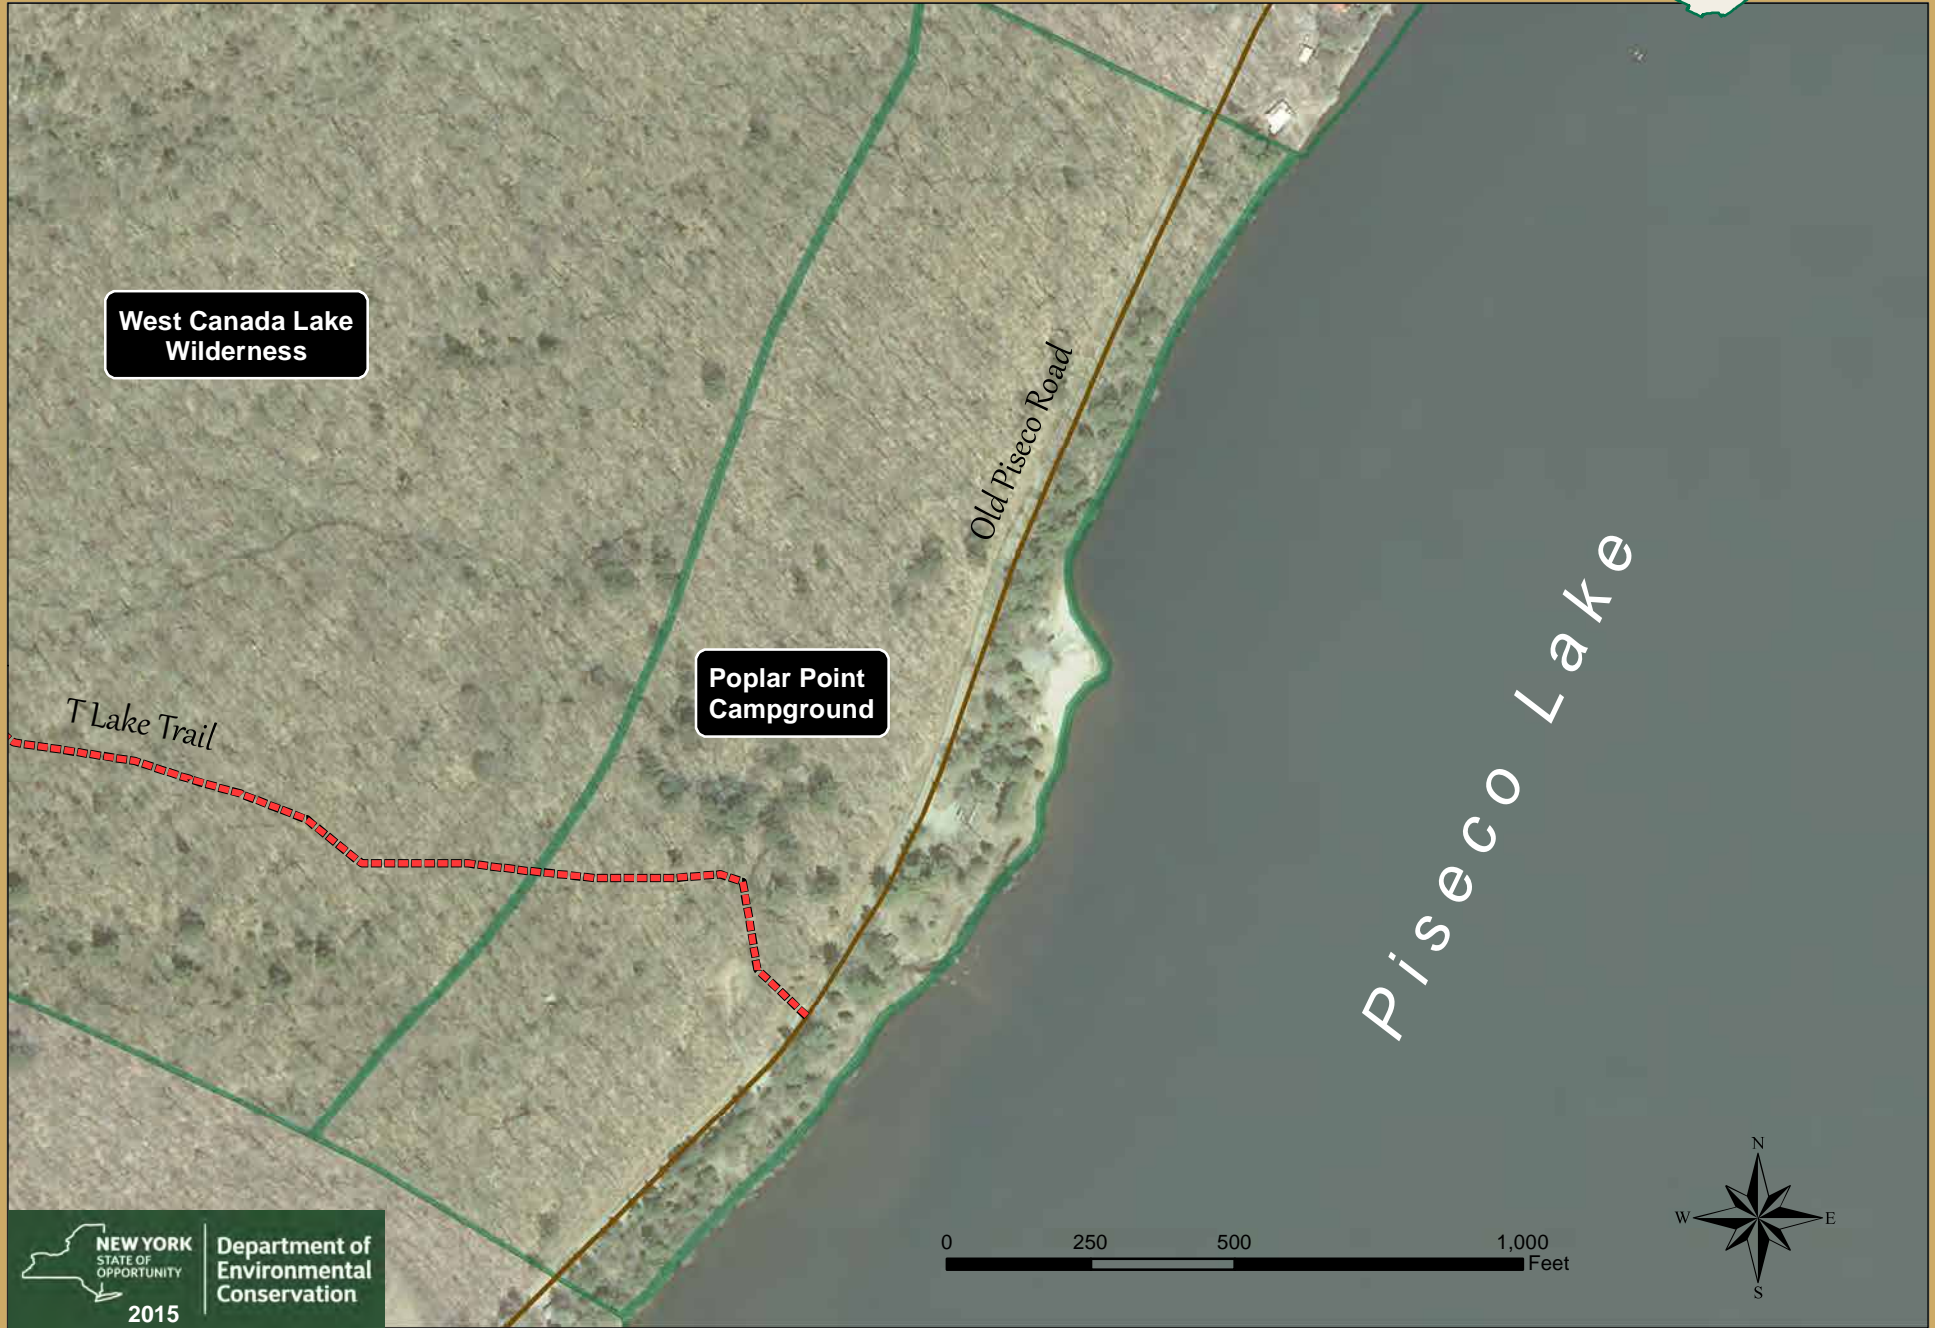 West Canada Lake
Wilderness
Old Piseco Road
Poplar Point
Campground
T Lake Trail
Piseco Lake
N
W
E
S
0
250
500
1,000
Feet
NEW YORK
STATE OF
OPPORTUNITY
2015
Department of
Environmental
Conservation